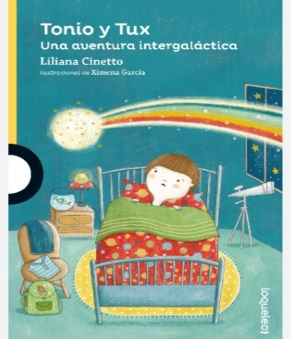 Tonio y Tux
Una aventura intergaláctica
Liliana Cinetto
Ilustraciones de Ximena García
loqueleo)